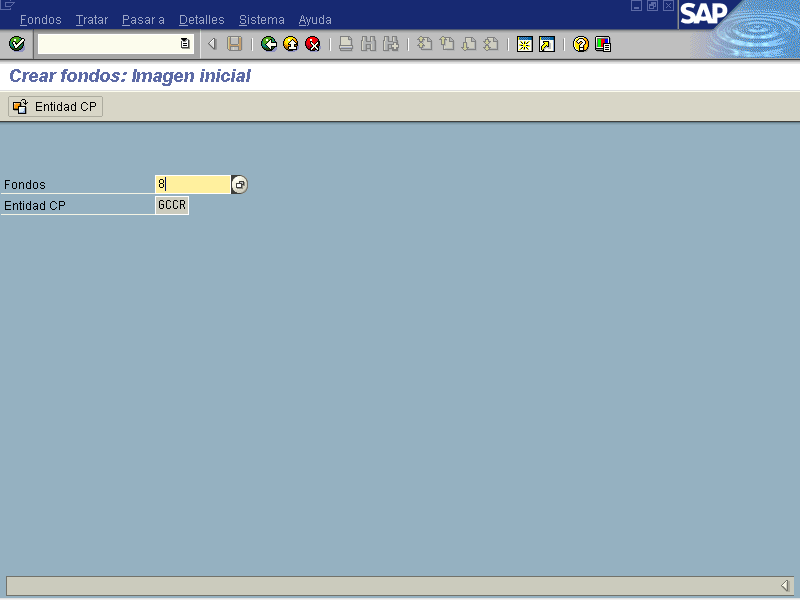 Fondos Tratar Pasar a Detalles Sistema Ayuda
SAP
Crear fondos: Imagen inicial
Entidad CP
Fondos 8
Entidad CP GCCR